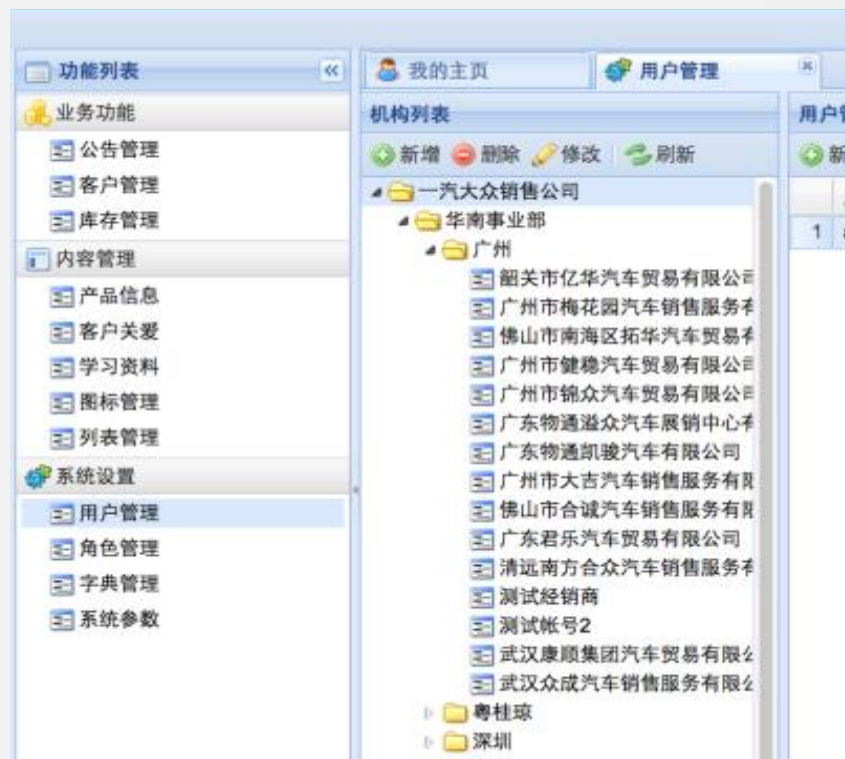 功能列表
业务功能
公告管理
客户管理
库存管理
内容管理
产品信息
客户关爱
学习资料
图标管理
列表管理
系统设置
用户管理
角色管理
字典管理
系统参数
我的主页 用户管理
机构列表
新增 删除 修改 刷新
一汽大众销售公司
华南事业部
广州
韶关市亿华汽车贸易有限公司
广州市梅花园汽车销售服务有
佛山市南海区拓华汽车贸易有
广州市健稳汽车贸易有限公司
广州市锦众汽车贸易有限公司
广东物通溢众汽车展销中心有
广东物通凯骏汽车有限公司
广州市大吉汽车销售服务有限
佛山市合诚汽车销售服务有限
广东君乐汽车贸易有限公司
清远南方合众汽车销售服务有
测试经销商
测试帐号2
武汉康顺集团汽车贸易有限公
武汉众成汽车销售服务有限公
粤桂琼
深圳
用户管
新
1